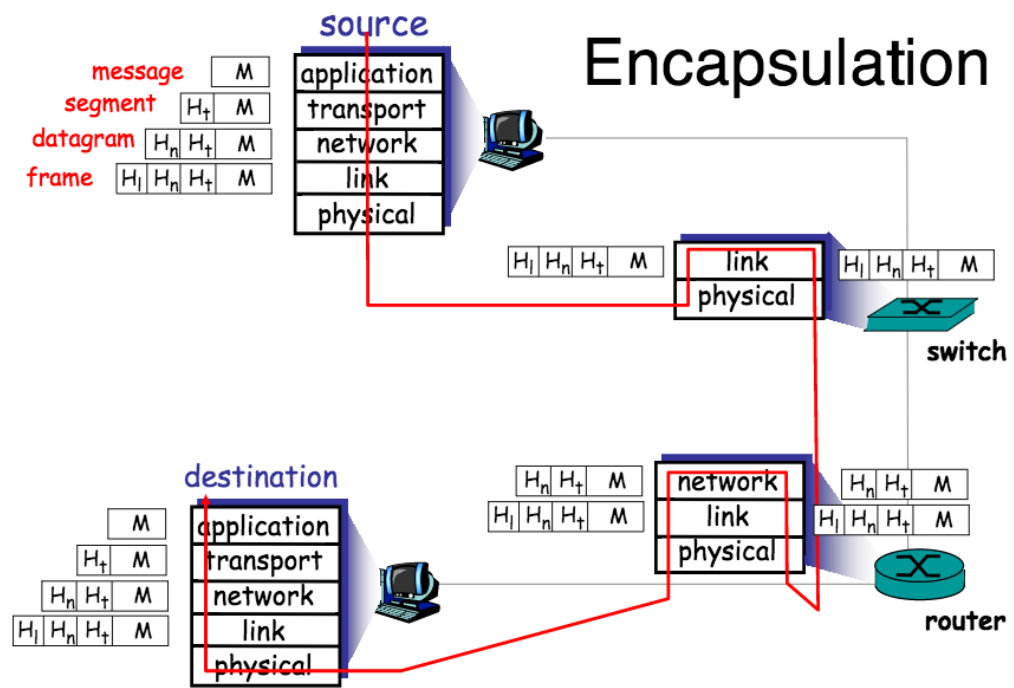 source
Encapsulation
message M
application
segment Ht M
transport
datagram Hn Ht M
network
frame Hl Hn Ht M
link
physical
Hl Hn Ht M
link
Hl Hn Ht M
physical
switch
destination
Hn Ht M
network
Hn Ht M
Hl Hn Ht M
link
Hl Hn Ht M
physical
router
M
application
Ht M
transport
Hn Ht M
network
Hl Hn Ht M
link
physical